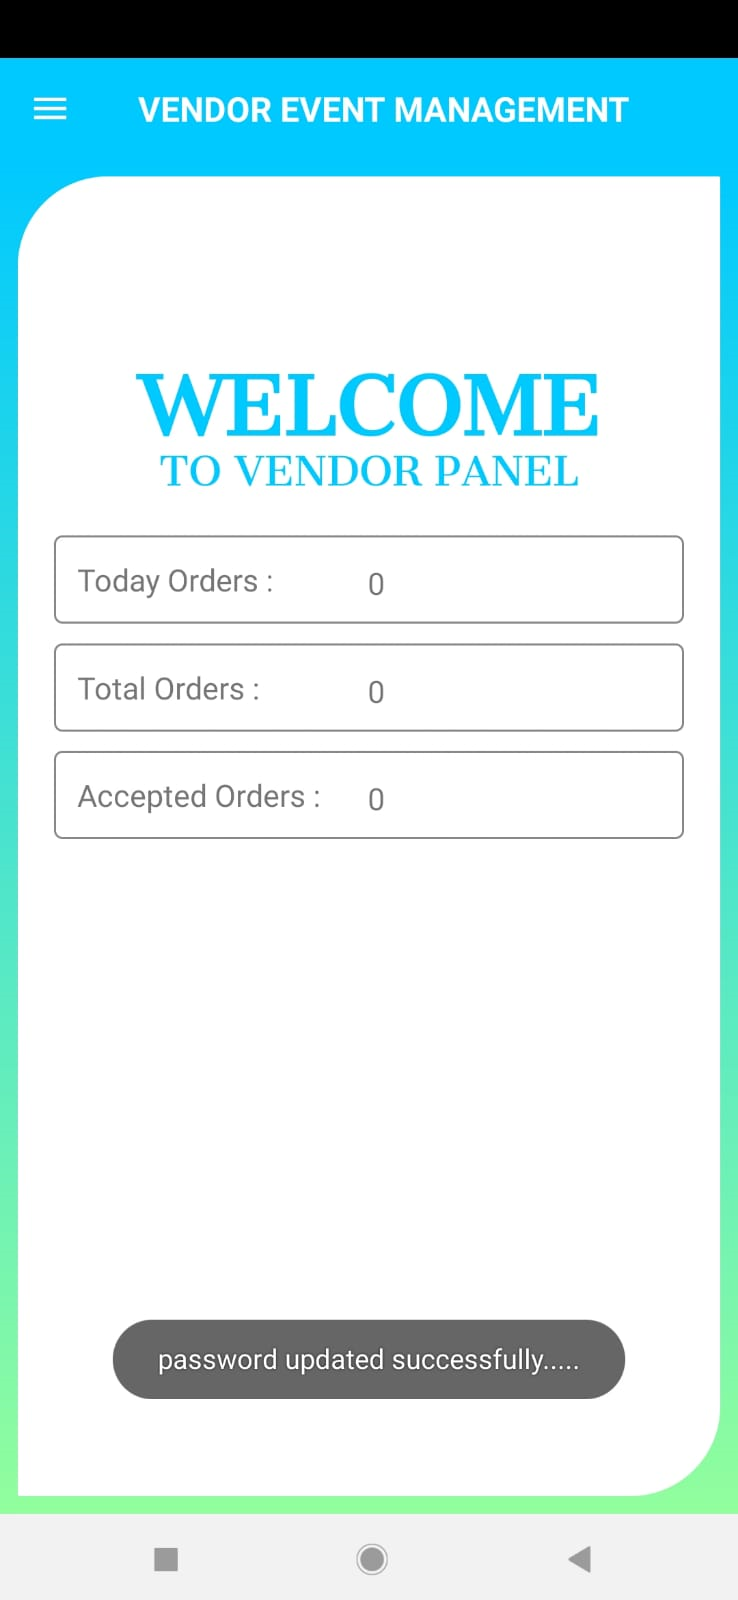 VENDOR EVENT MANAGEMENT
WELCOME
TO VENDOR PANEL
Today Orders : 0
Total Orders : 0
Accepted Orders : 0
password updated successfully.....